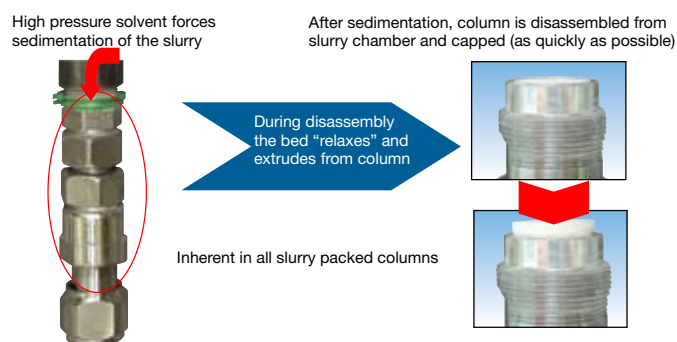 High pressure solvent forces
sedimentation of the slurry
After sedimentation, column is disassembled from
slurry chamber and capped (as quickly as possible)
During disassembly
the bed “relaxes” and
extrudes from column
Inherent in all slurry packed columns